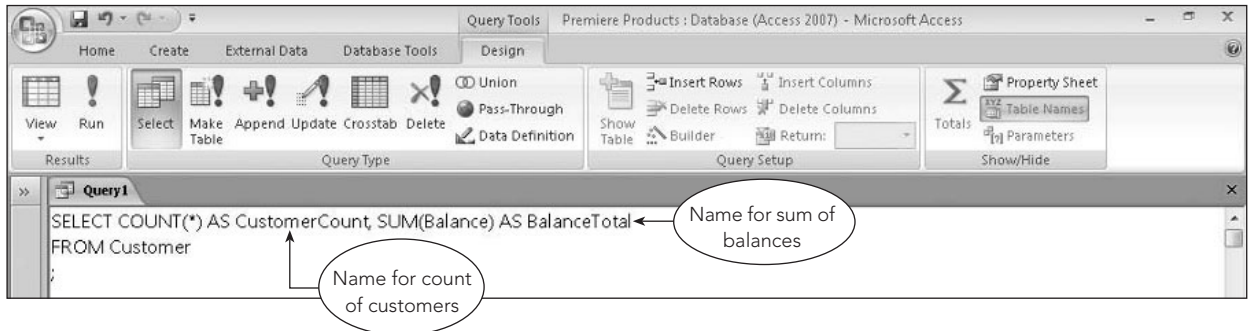 Query Tools Premiere Products : Database (Access 2007) - Microsoft Access
Home Create External Data Database Tools Design
View
Run
Select
Make Table
Append
Update
Crosstab
Delete
Union
Pass-Through
Data Definition
Show Table
Insert Rows
Delete Rows
Builder
Insert Columns
Delete Columns
Return:
Σ
Totals
Property Sheet
XYZ
Table Names
[?] Parameters
Results
Query Type
Query Setup
Show/Hide
» Query1
SELECT COUNT(*) AS CustomerCount, SUM(Balance) AS BalanceTotal
FROM Customer
;
Name for sum of
balances
Name for count
of customers